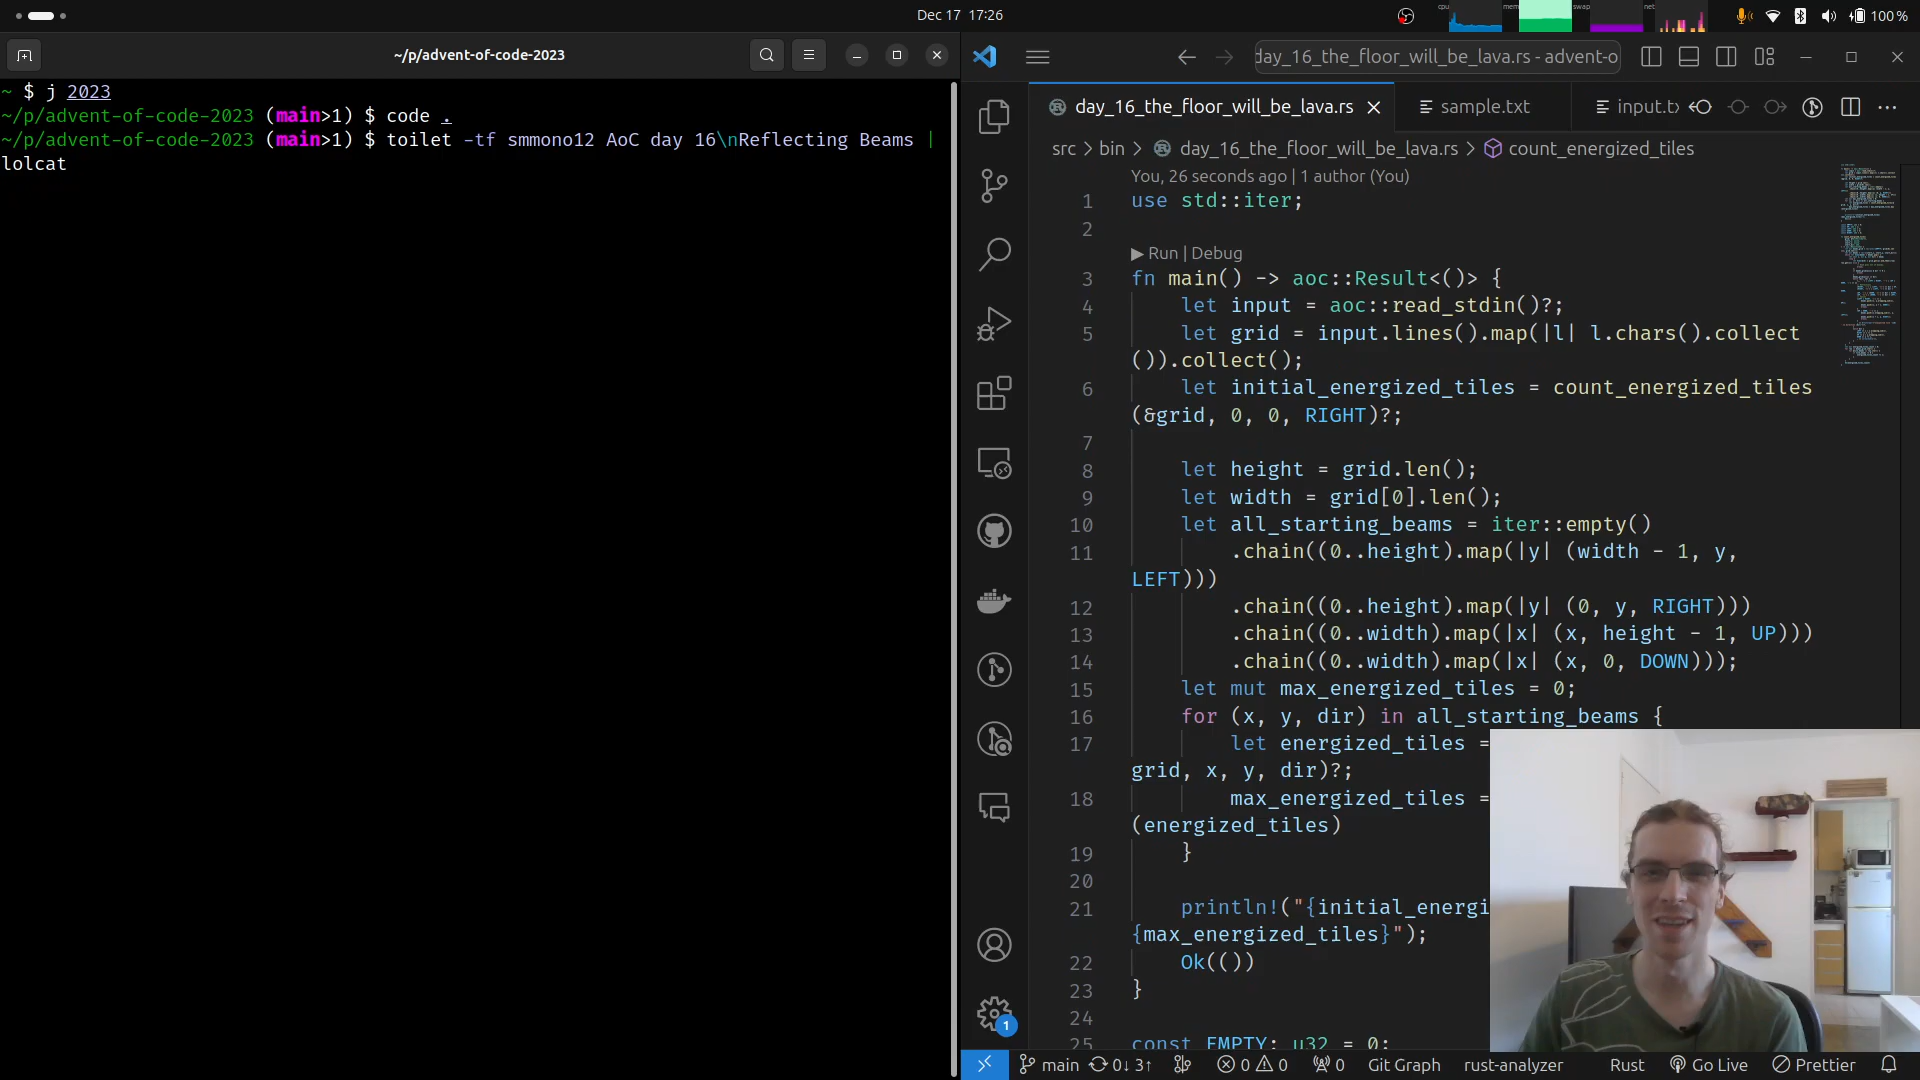 Dec 17 17:26
cpu
mem
swap
net
100 %
~/p/advent-of-code-2023
~ $ j 2023
~/p/advent-of-code-2023 (main>1) $ code .
~/p/advent-of-code-2023 (main>1) $ toilet -tf smmono12 AoC day 16\nReflecting Beams |
lolcat
day_16_the_floor_will_be_lava.rs - advent-o
day_16_the_floor_will_be_lava.rs
sample.txt
input.tx
src > bin > day_16_the_floor_will_be_lava.rs > count_energized_tiles
You, 26 seconds ago | 1 author (You)
1 use std::iter;
2
▶ Run | Debug
3 fn main() -> aoc::Result<()> {
4 let input = aoc::read_stdin()?;
5 let grid = input.lines().map(|l| l.chars().collect
()).collect();
6 let initial_energized_tiles = count_energized_tiles
(&grid, 0, 0, RIGHT)?;
7
8 let height = grid.len();
9 let width = grid[0].len();
10 let all_starting_beams = iter::empty()
11 .chain((0..height).map(|y| (width - 1, y,
LEFT)))
12 .chain((0..height).map(|y| (0, y, RIGHT)))
13 .chain((0..width).map(|x| (x, height - 1, UP)))
14 .chain((0..width).map(|x| (x, 0, DOWN)));
15 let mut max_energized_tiles = 0;
16 for (x, y, dir) in all_starting_beams {
17 let energized_tiles =
grid, x, y, dir)?;
18 max_energized_tiles =
(energized_tiles)
19 }
20
21 println!("{initial_energi
{max_energized_tiles}");
22 Ok(())
23 }
24
25 const EMPTY: u32 = 0;
1
main 0↓ 3↑ 0 0 0 Git Graph rust-analyzer Rust Go Live Prettier